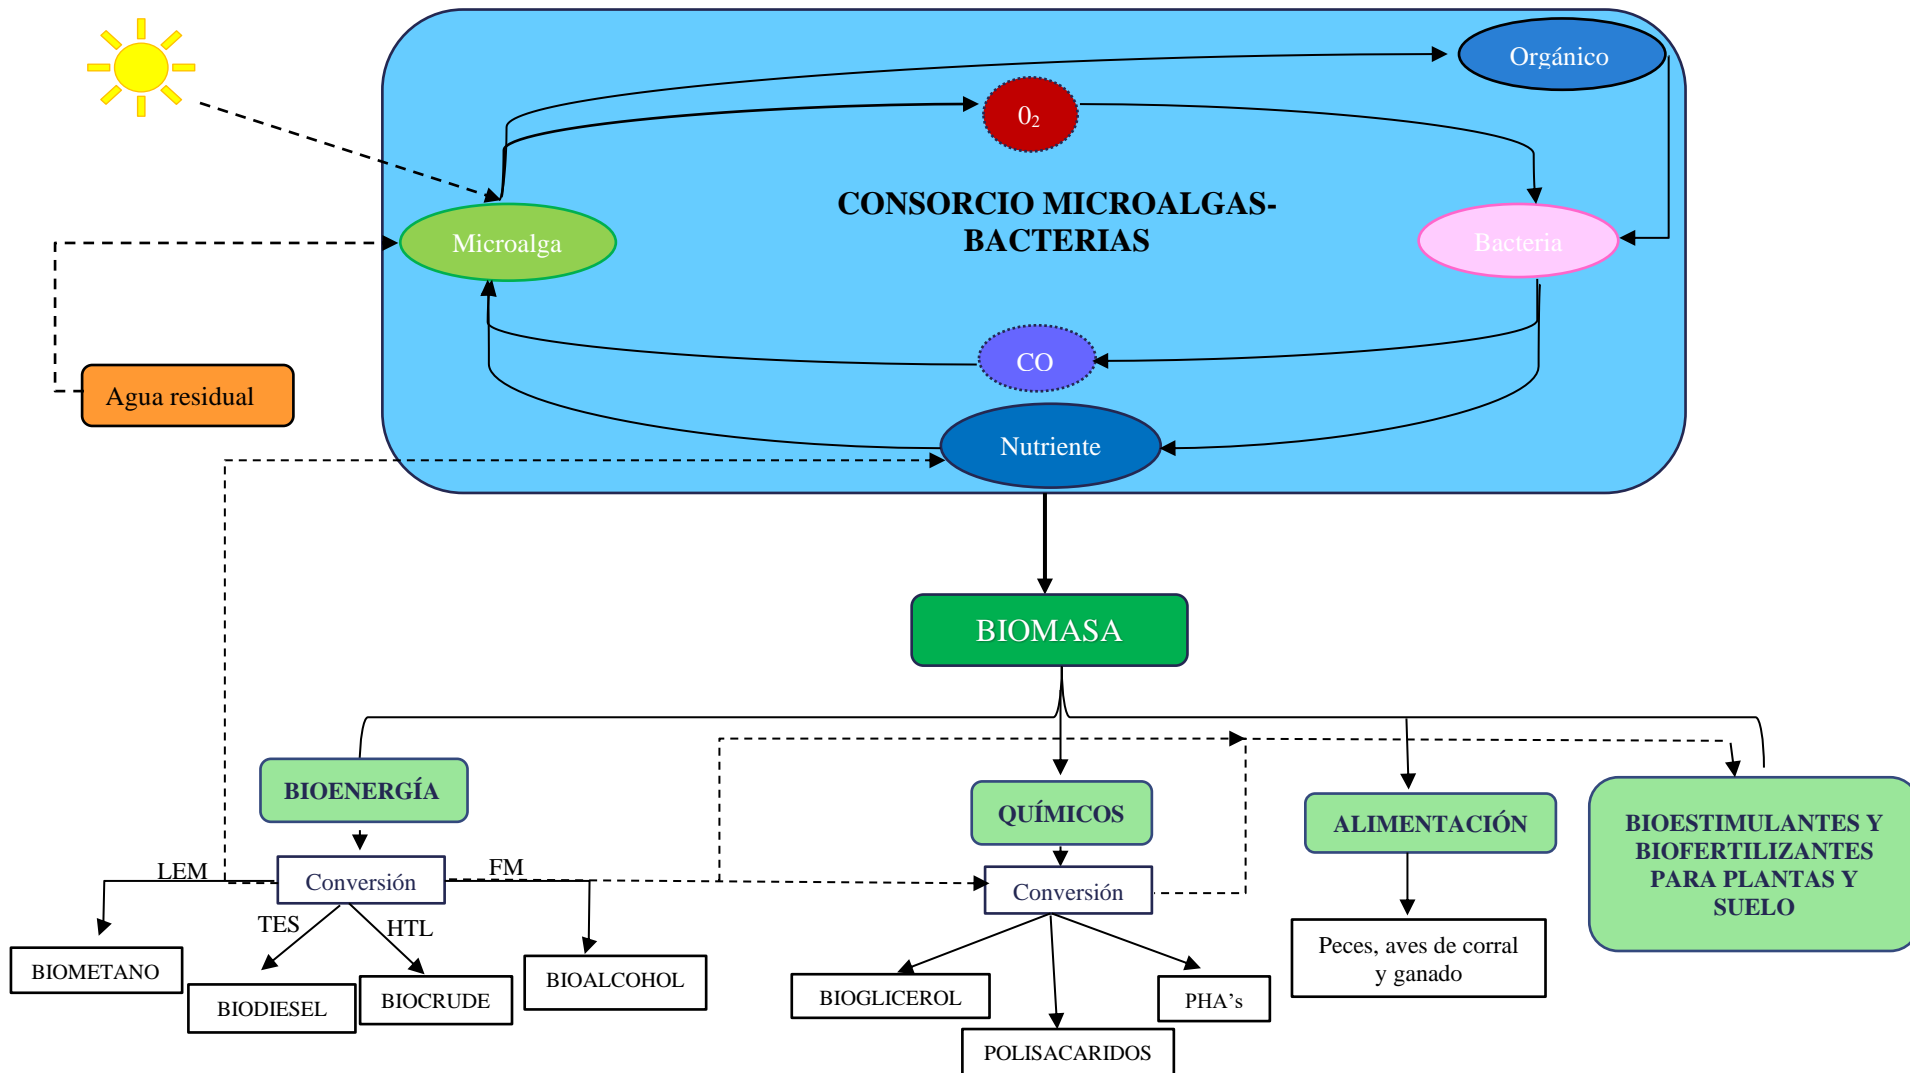 Orgánico
0₂
CONSORCIO MICROALGAS-
BACTERIAS
Microalga
Bacteria
CO
Agua residual
Nutriente
BIOMASA
BIOENERGÍA
QUÍMICOS
ALIMENTACIÓN
BIOESTIMULANTES Y
BIOFERTILIZANTES
PARA PLANTAS Y
SUELO
LEM
Conversión
FM
Conversión
TES
HTL
Peces, aves de corral
y ganado
BIOMETANO
BIODIESEL
BIOCRUDE
BIOALCOHOL
BIOGLICEROL
PHA’s
POLISACARIDOS